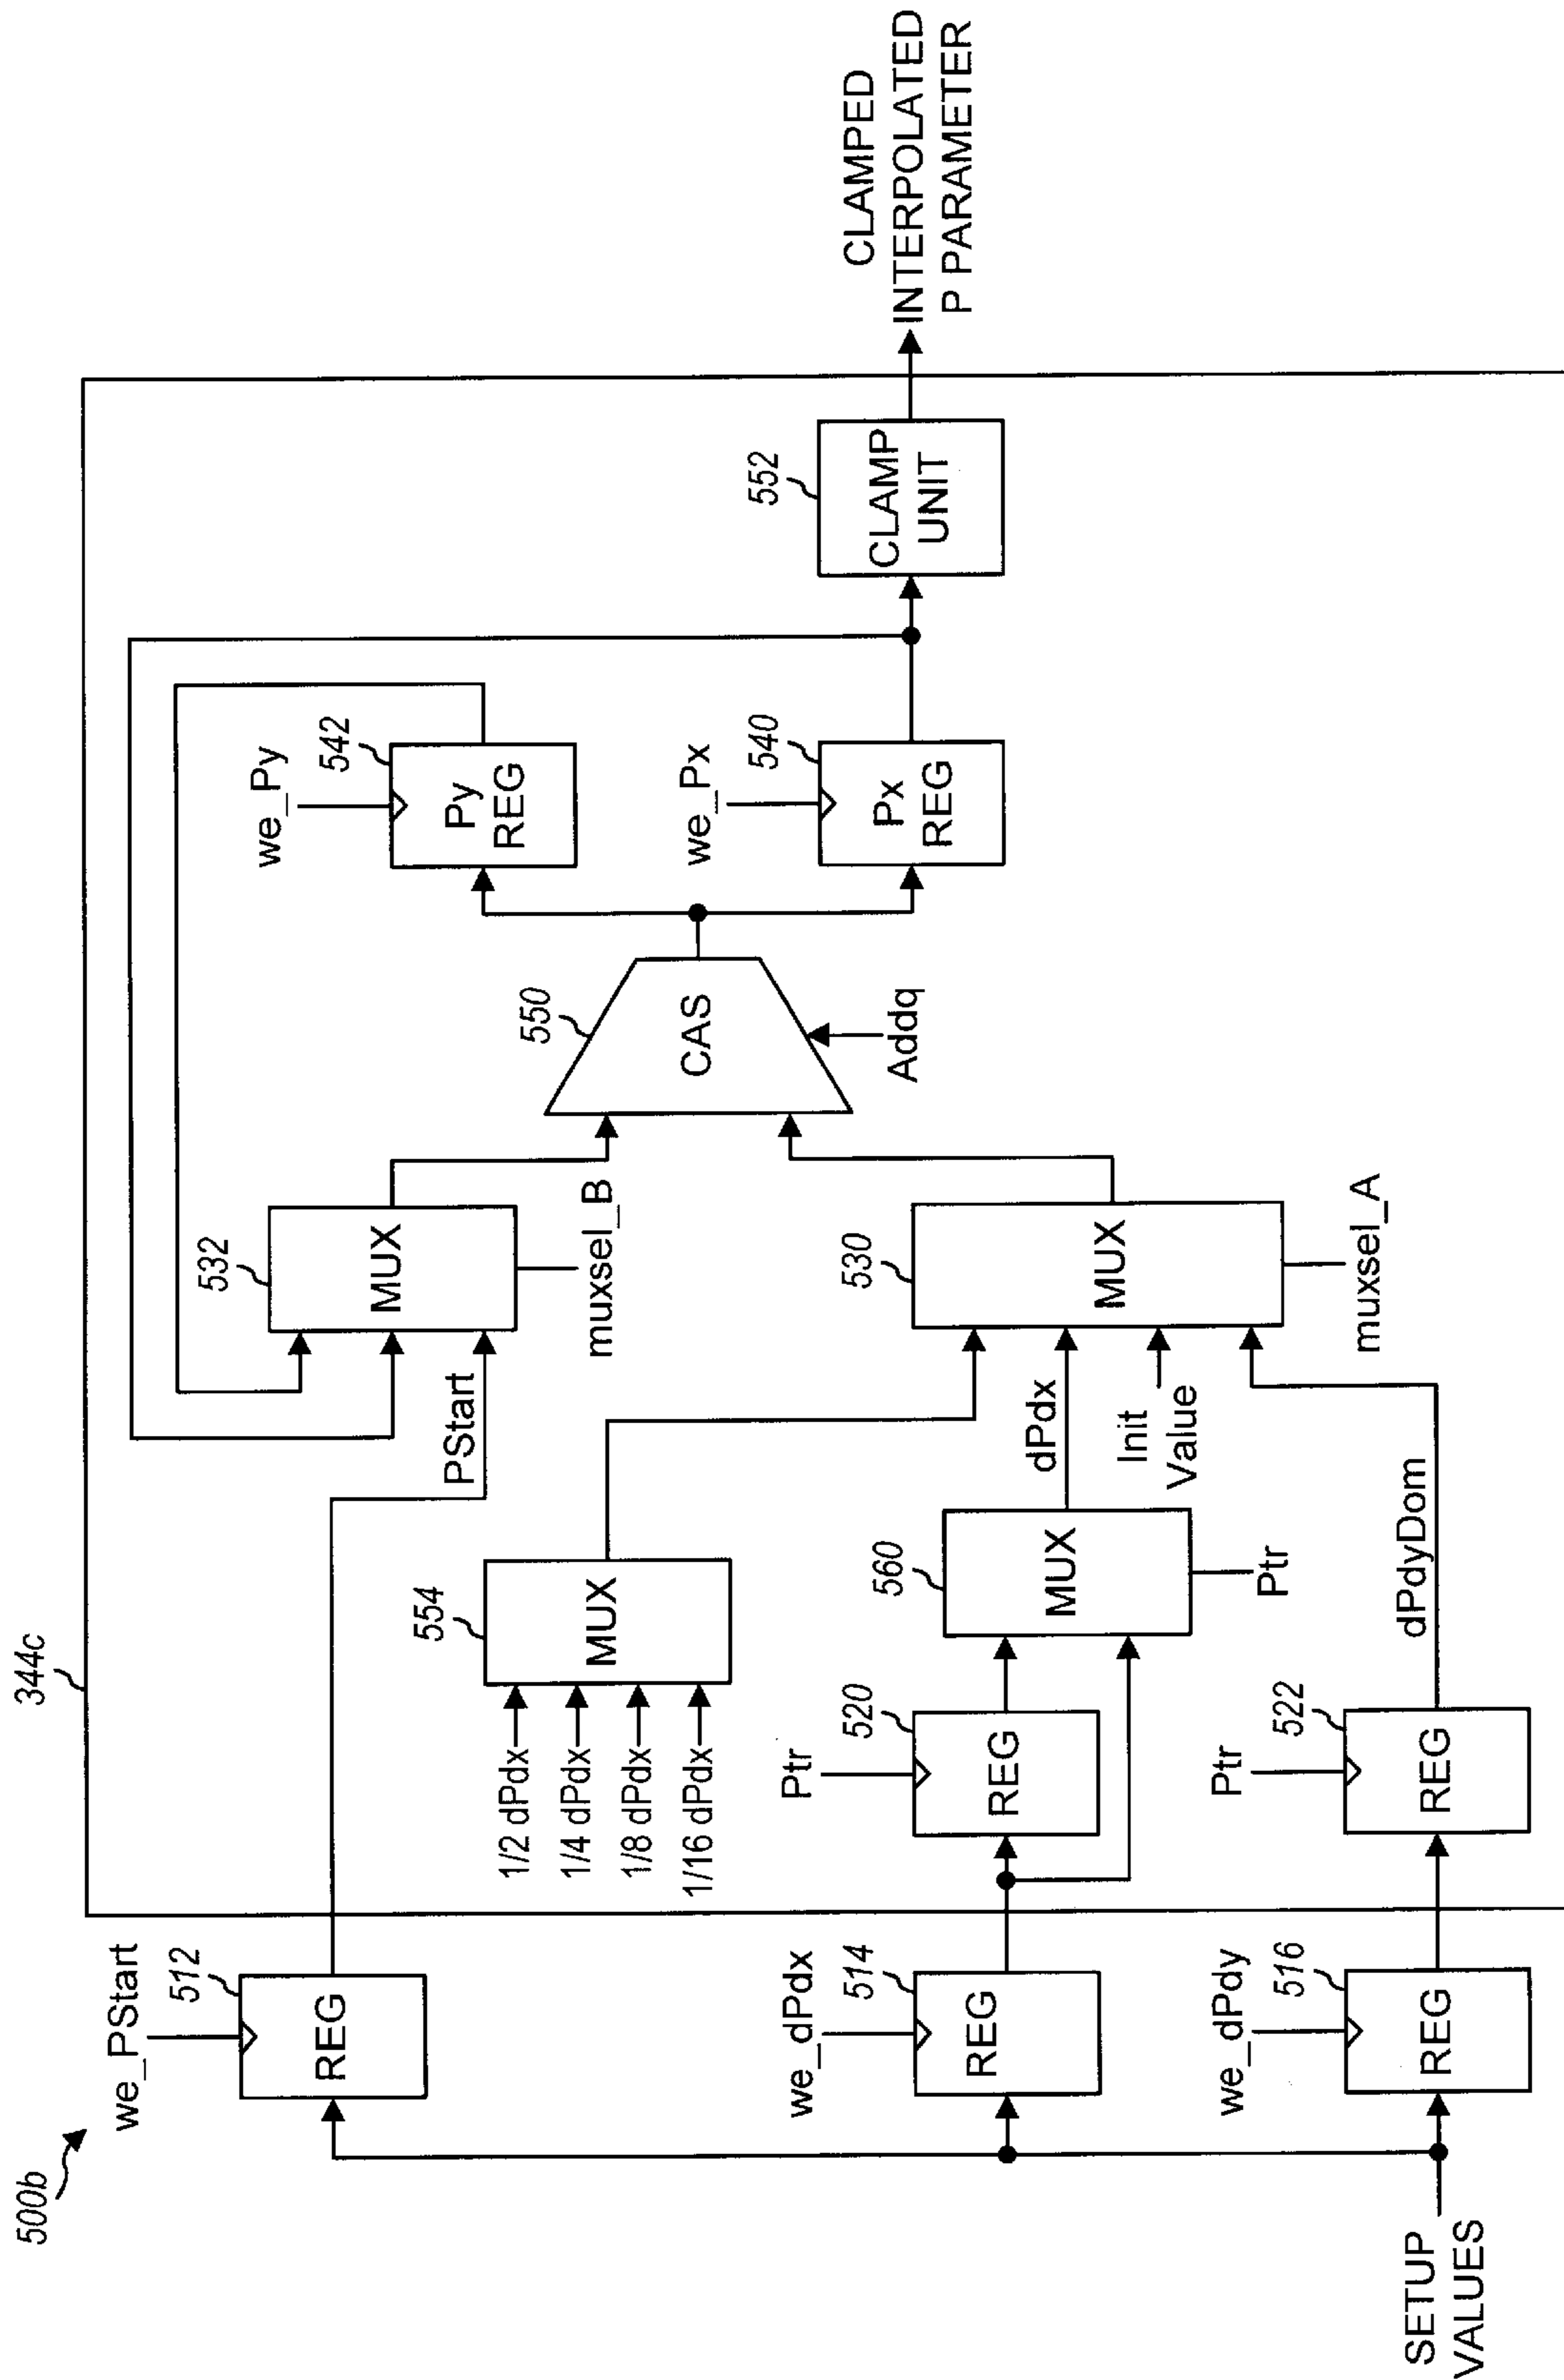 500b
344c
we_PStart
512
REG
we_dPdx
514
REG
we_dPdy
516
REG
SETUP
VALUES
1/2 dPdx
1/4 dPdx
1/8 dPdx
1/16 dPdx
554
MUX
Ptr
520
REG
Ptr
522
REG
560
MUX
Ptr
PStart
dPdx
Init
Value
dPdyDom
532
MUX
muxsel_B
530
MUX
muxsel_A
550
CAS
Addq
we_Py
542
Py
REG
we_Px
540
Px
REG
552
CLAMP
UNIT
CLAMPED
INTERPOLATED
P PARAMETER